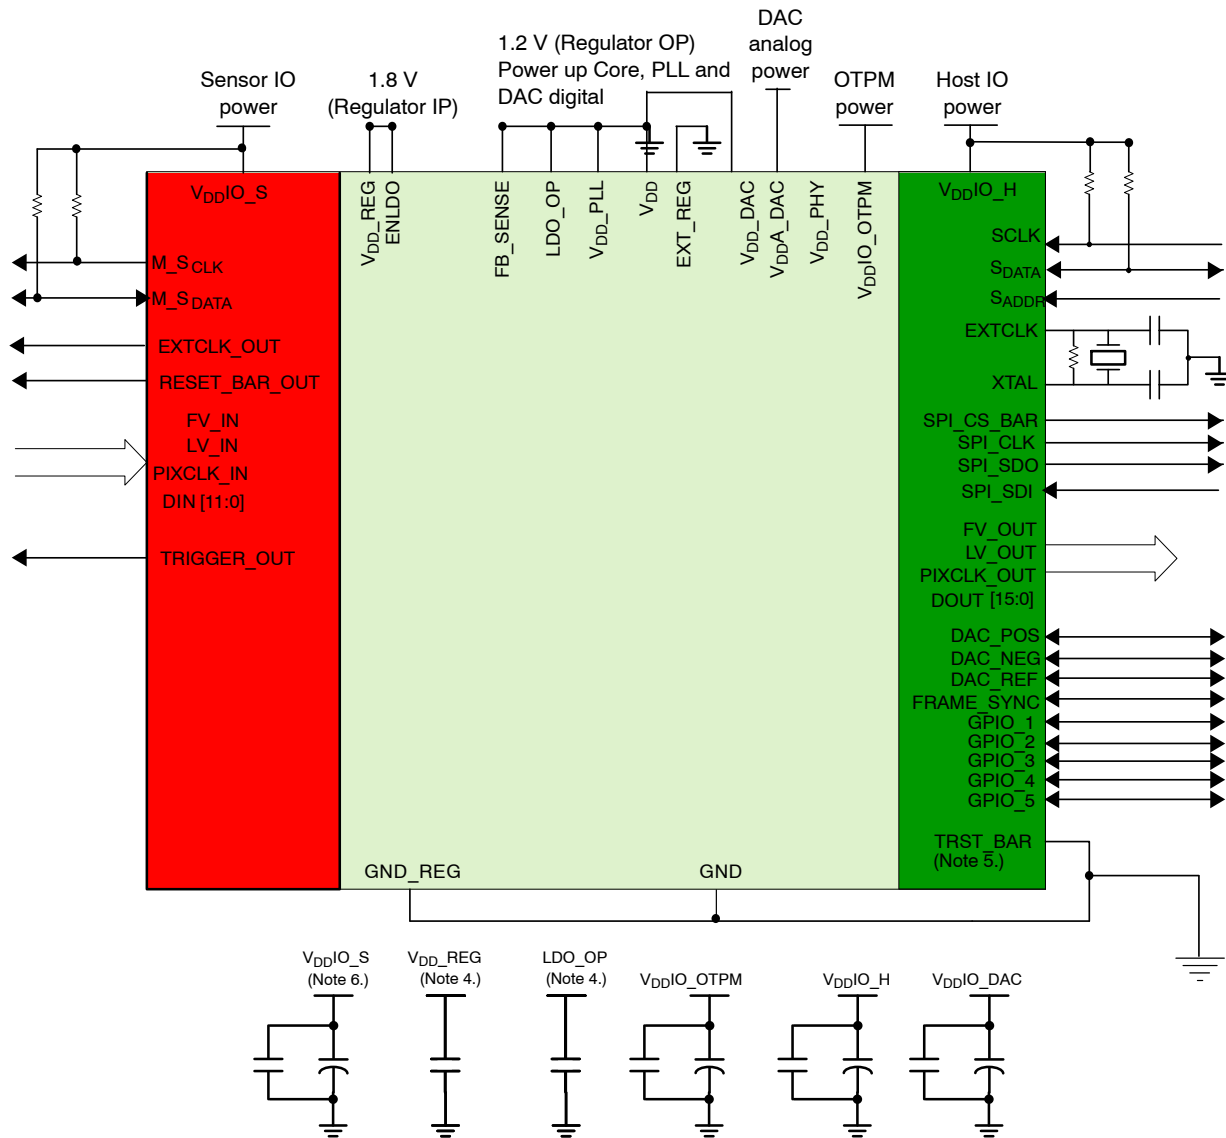 DAC
analog
power
1.2 V (Regulator OP)
Power up Core, PLL and
DAC digital
Sensor IO
power
1.8 V
(Regulator IP)
OTPM
power
Host IO
power
VDDIO_S
VDD_REG
ENLDO
FB_SENSE
LDO_OP
VDD_PLL
VDD
EXT_REG
VDD_DAC
VDDA_DAC
VDD_PHY
VDDIO_OTPM
VDDIO_H
M_SCLK
M_SDATA
EXTCLK_OUT
RESET_BAR_OUT
FV_IN
LV_IN
PIXCLK_IN
DIN [11:0]
TRIGGER_OUT
SCLK
SDATA
SADDR
EXTCLK
XTAL
SPI_CS_BAR
SPI_CLK
SPI_SDO
SPI_SDI
FV_OUT
LV_OUT
PIXCLK_OUT
DOUT [15:0]
DAC_POS
DAC_NEG
DAC_REF
FRAME_SYNC
GPIO_1
GPIO_2
GPIO_3
GPIO_4
GPIO_5
TRST_BAR
(Note 5.)
GND_REG
GND
VDDIO_S
(Note 6.)
VDD_REG
(Note 4.)
LDO_OP
(Note 4.)
VDDIO_OTPM
VDDIO_H
VDDIO_DAC